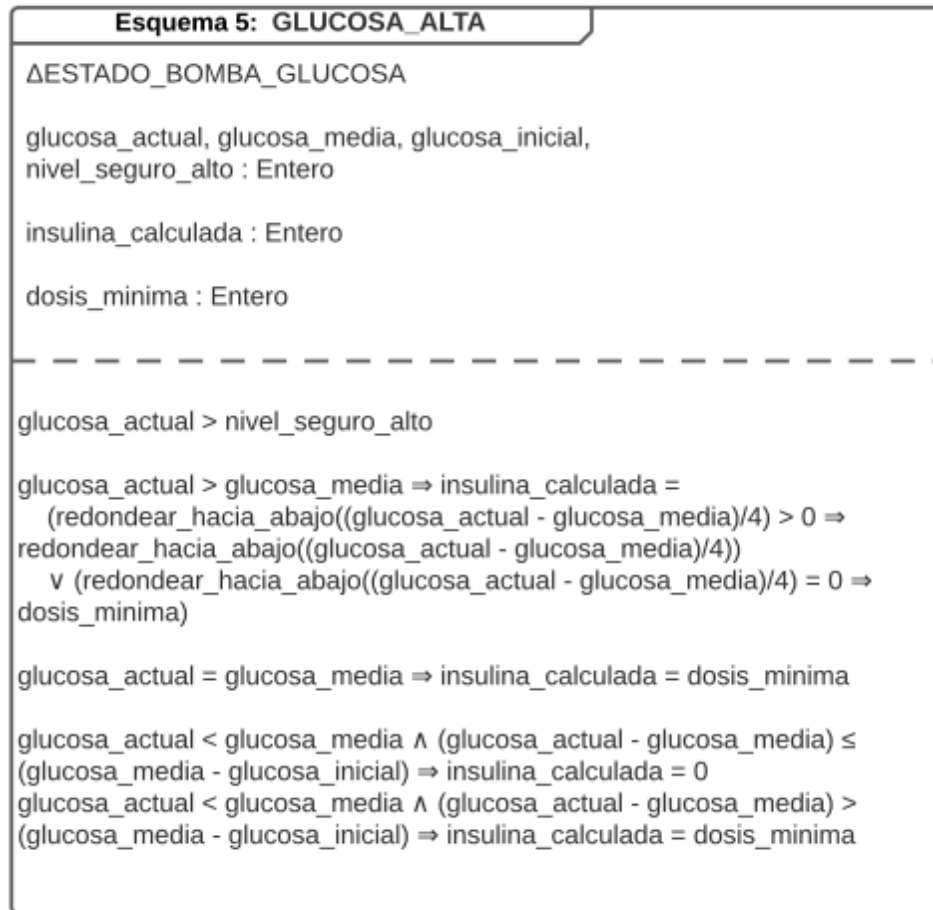 Esquema 5: GLUCOSA_ALTA
ΔESTADO_BOMBA_GLUCOSA
glucosa_actual, glucosa_media, glucosa_inicial,
nivel_seguro_alto : Entero
insulina_calculada : Entero
dosis_minima : Entero
glucosa_actual > nivel_seguro_alto
glucosa_actual > glucosa_media ⇒ insulina_calculada =
(redondear_hacia_abajo((glucosa_actual - glucosa_media)/4) > 0 ⇒
redondear_hacia_abajo((glucosa_actual - glucosa_media)/4))
∨ (redondear_hacia_abajo((glucosa_actual - glucosa_media)/4) = 0 ⇒
dosis_minima)
glucosa_actual = glucosa_media ⇒ insulina_calculada = dosis_minima
glucosa_actual < glucosa_media ∧ (glucosa_actual - glucosa_media) ≤
(glucosa_media - glucosa_inicial) ⇒ insulina_calculada = 0
glucosa_actual < glucosa_media ∧ (glucosa_actual - glucosa_media) >
(glucosa_media - glucosa_inicial) ⇒ insulina_calculada = dosis_minima